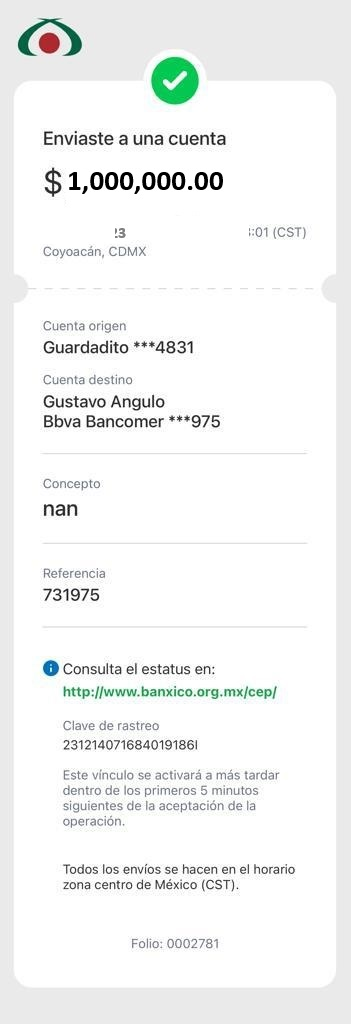 Enviaste a una cuenta
$ 1,000,000.00
23 :01 (CST)
Coyoacán, CDMX
Cuenta origen
Guardadito ***4831
Cuenta destino
Gustavo Angulo
Bbva Bancomer ***975
Concepto
nan
Referencia
731975
Consulta el estatus en:
http://www.banxico.org.mx/cep/
Clave de rastreo
231214071684019186I
Este vínculo se activará a más tardar
dentro de los primeros 5 minutos
siguientes de la aceptación de la
operación.
Todos los envíos se hacen en el horario
zona centro de México (CST).
Folio: 0002781